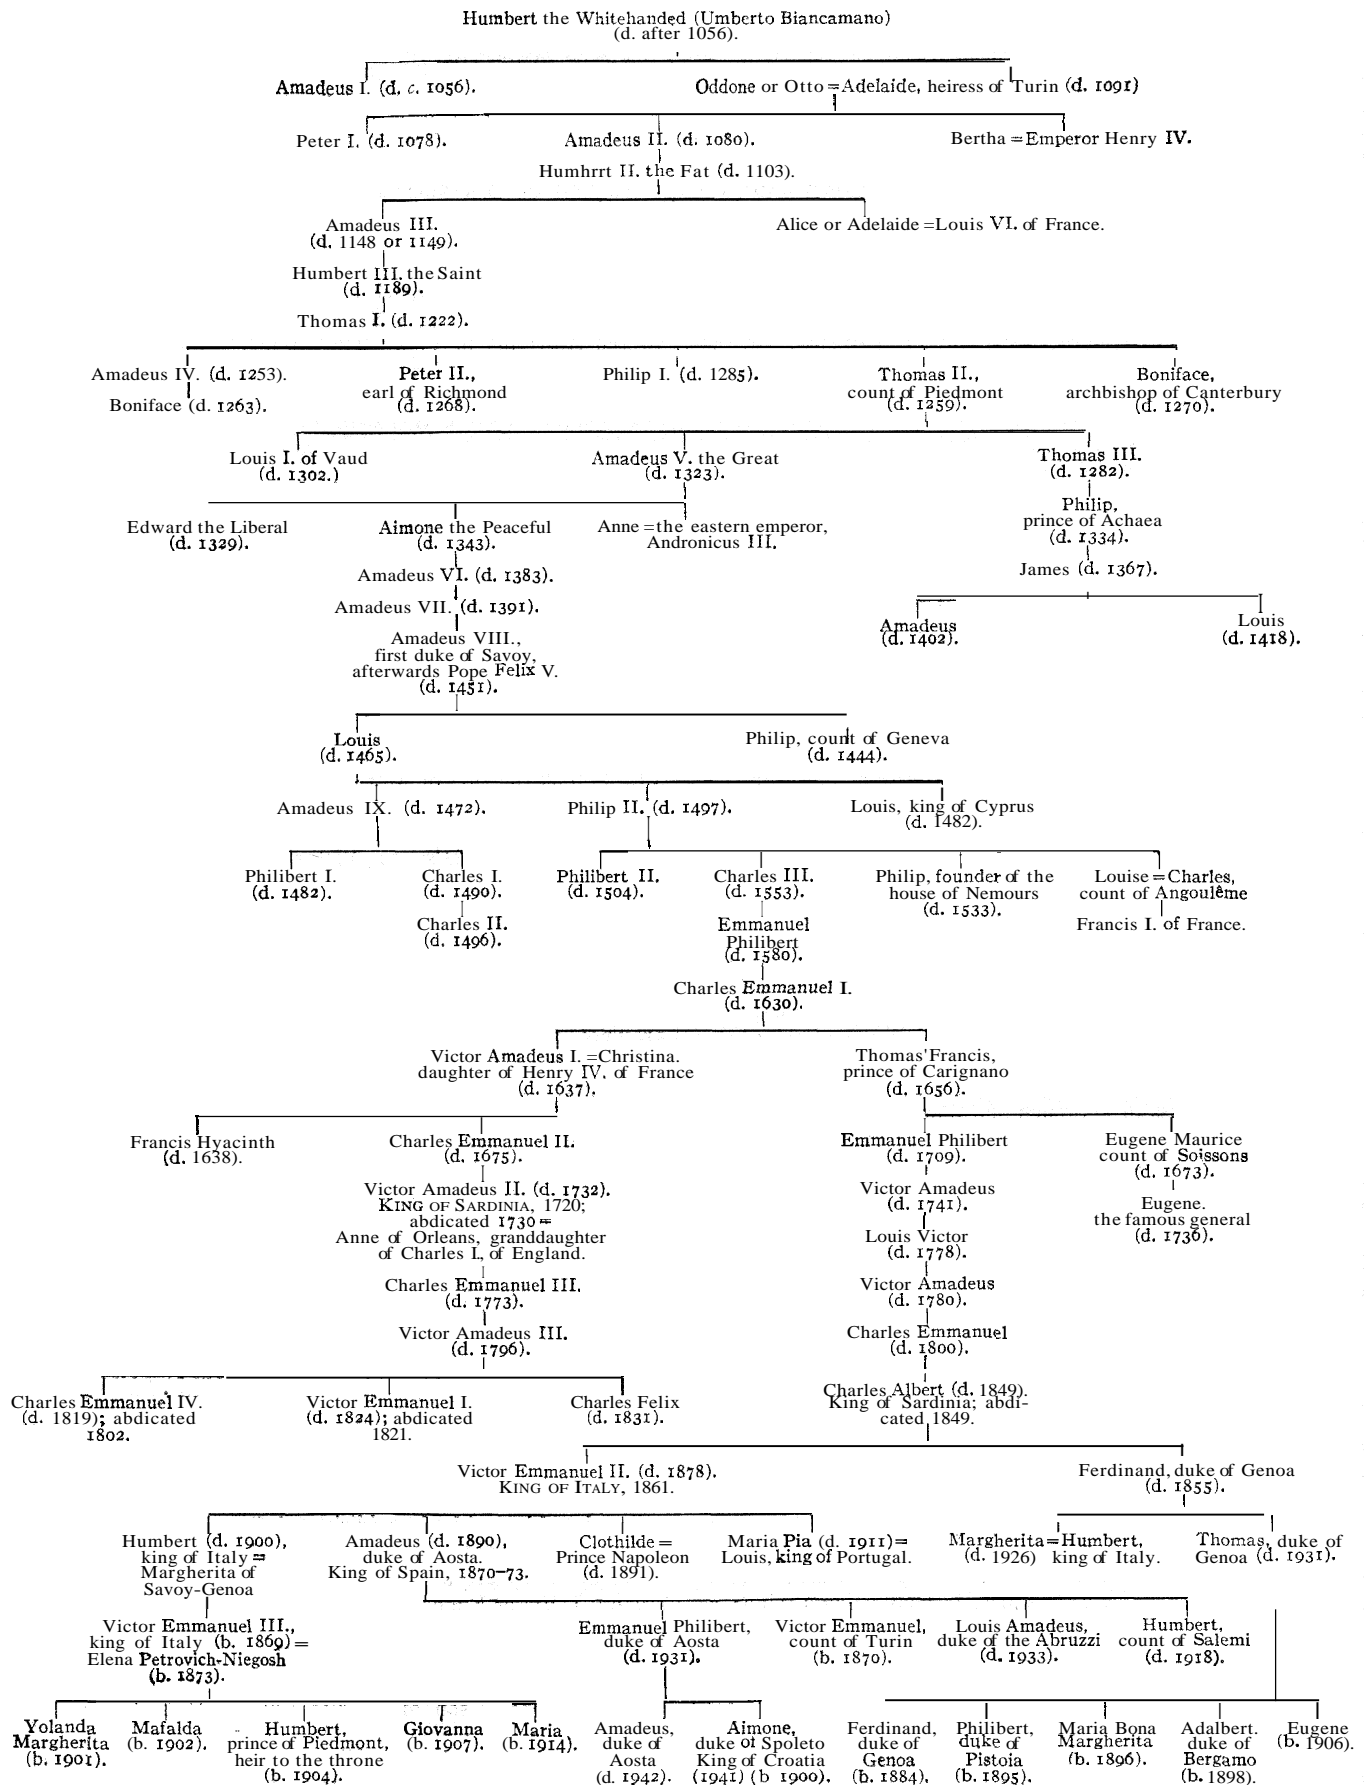 Humbert the Whitehanded (Umberto Biancamano)
(d. after 1056).
Amadeus I. (d. c. 1056).
Oddone or Otto = Adelaide, heiress of Turin (d. 1091)
Peter I. (d. 1078).
Amadeus II. (d. 1080).
Bertha = Emperor Henry IV.
Humhrrt II. the Fat (d. 1103).
Amadeus III.
(d. 1148 or 1149).
Alice or Adelaide = Louis VI. of France.
Humbert III. the Saint
(d. 1189).
Thomas I. (d. 1222).
Amadeus IV. (d. 1253).
Boniface (d. 1263).
Peter II.,
earl of Richmond
(d. 1268).
Philip I. (d. 1285).
Thomas II.,
count of Piedmont
(d. 1259).
Boniface,
archbishop of Canterbury
(d. 1270).
Louis I. of Vaud
(d. 1302.)
Amadeus V. the Great
(d. 1323).
Thomas III.
(d. 1282).
Philip,
prince of Achaea
(d. 1334).
James (d. 1367).
Edward the Liberal
(d. 1329).
Aimone the Peaceful
(d. 1343).
Anne = the eastern emperor,
Andronicus III.
Amadeus VI. (d. 1383).
Amadeus VII. (d. 1391).
Amadeus VIII.,
first duke of Savoy,
afterwards Pope Felix V.
(d. 1451).
Amadeus
(d. 1402).
Louis
(d. 1418).
Louis
(d. 1465).
Philip, count of Geneva
(d. 1444).
Amadeus IX. (d. 1472).
Philip II. (d. 1497).
Louis, king of Cyprus
(d. 1482).
Philibert I.
(d. 1482).
Charles I.
(d. 1490).
Charles II.
(d. 1496).
Philibert II.
(d. 1504).
Charles III.
(d. 1553).
Philip, founder of the
house of Nemours
(d. 1533).
Louise = Charles,
count of Angoulême
Francis I. of France.
Emmanuel
Philibert
(d. 1580).
Charles Emmanuel I.
(d. 1630).
Victor Amadeus I. = Christina.
daughter of Henry IV. of France
(d. 1637).
Thomas Francis,
prince of Carignano
(d. 1656).
Francis Hyacinth
(d. 1638).
Charles Emmanuel II.
(d. 1675).
Emmanuel Philibert
(d. 1709).
Eugene Maurice
count of Soissons
(d. 1673).
Victor Amadeus II. (d. 1732).
KING OF SARDINIA, 1720;
abdicated 1730 =
Anne of Orleans, granddaughter
of Charles I., of England.
Victor Amadeus
(d. 1741).
Eugene.
the famous general
(d. 1736).
Louis Victor
(d. 1778).
Charles Emmanuel III.
(d. 1773).
Victor Amadeus
(d. 1780).
Victor Amadeus III.
(d. 1796).
Charles Emmanuel
(d. 1800).
Charles Emmanuel IV.
(d. 1819); abdicated
1802.
Victor Emmanuel I.
(d. 1824); abdicated
1821.
Charles Felix
(d. 1831).
Charles Albert (d. 1849).
King of Sardinia; abdi-
cated 1849.
Victor Emmanuel II. (d. 1878).
KING OF ITALY, 1861.
Ferdinand, duke of Genoa
(d. 1855).
Humbert (d. 1900),
king of Italy =
Margherita of
Savoy-Genoa
Amadeus (d. 1890),
duke of Aosta.
King of Spain, 1870–73.
Clothilde =
Prince Napoleon
(d. 1891).
Maria Pia (d. 1911) =
Louis, king of Portugal.
Margherita = Humbert,
(d. 1926) king of Italy.
Thomas, duke of
Genoa (d. 1931).
Victor Emmanuel III.,
king of Italy (b. 1869) =
Elena Petrovich-Niegosh
(b. 1873).
Emmanuel Philibert,
duke of Aosta
(d. 1931).
Victor Emmanuel,
count of Turin
(b. 1870).
Louis Amadeus,
duke of the Abruzzi
(d. 1933).
Humbert,
count of Salemi
(d. 1918).
Yolanda
Margherita
(b. 1901).
Mafalda
(b. 1902).
Humbert,
prince of Piedmont,
heir to the throne
(b. 1904).
Giovanna
(b. 1907).
Maria
(b. 1914).
Amadeus,
duke of
Aosta
(d. 1942).
Aimone,
duke of Spoleto
King of Croatia
(1941) (b 1900).
Ferdinand,
duke of
Genoa
(b. 1884).
Philibert,
duke of
Pistoia
(b. 1895).
Maria Bona
Margherita
(b. 1896).
Adalbert.
duke of
Bergamo
(b. 1898).
Eugene
(b. 1906).